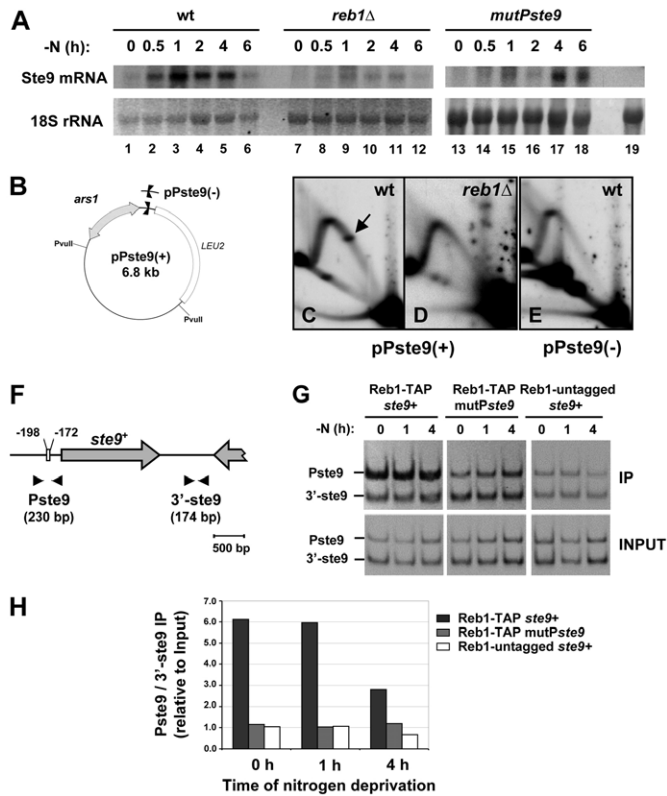 A
wt reb1Δ mutPste9
-N (h): 0 0.5 1 2 4 6 0 0.5 1 2 4 6 0 0.5 1 2 4 6
Ste9 mRNA
18S rRNA
1 2 3 4 5 6 7 8 9 10 11 12 13 14 15 16 17 18 19
B
pPste9(-)
ars1
PvuII
LEU2
pPste9(+)
6.8 kb
PvuII
wt reb1Δ wt
C D E
pPste9(+) pPste9(-)
F
-198 -172 ste9+
Pste9 3'-ste9
(230 bp) (174 bp)
500 bp
G
Reb1-TAP Reb1-TAP Reb1-untagged
ste9+ mutPste9 ste9+
-N (h): 0 1 4 0 1 4 0 1 4
Pste9
3'-ste9
IP
Pste9
3'-ste9
INPUT
H
Pste9 / 3'-ste9 IP
(relative to Input)
7.0
6.0
5.0
4.0
3.0
2.0
1.0
0.0
Reb1-TAP ste9+
Reb1-TAP mutPste9
Reb1-untagged ste9+
0 h 1 h 4 h
Time of nitrogen deprivation